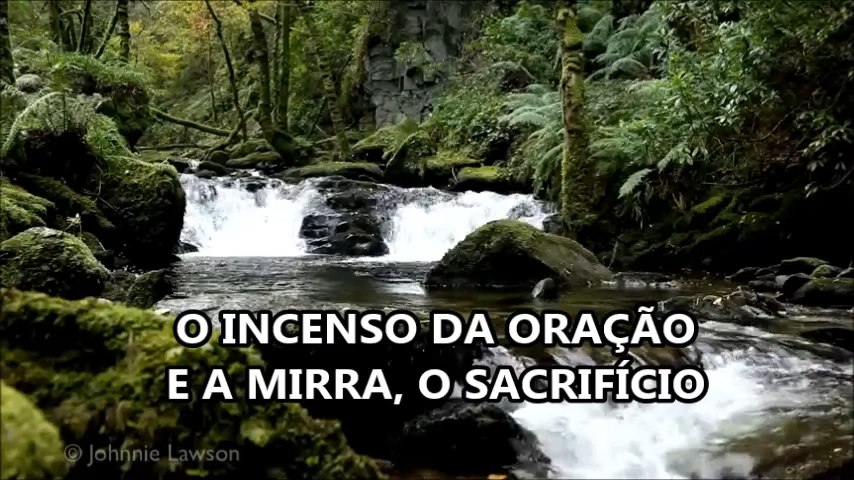 O INCENSO DA ORAÇÃO
E A MIRRA, O SACRIFÍCIO
© Johnnie Lawson